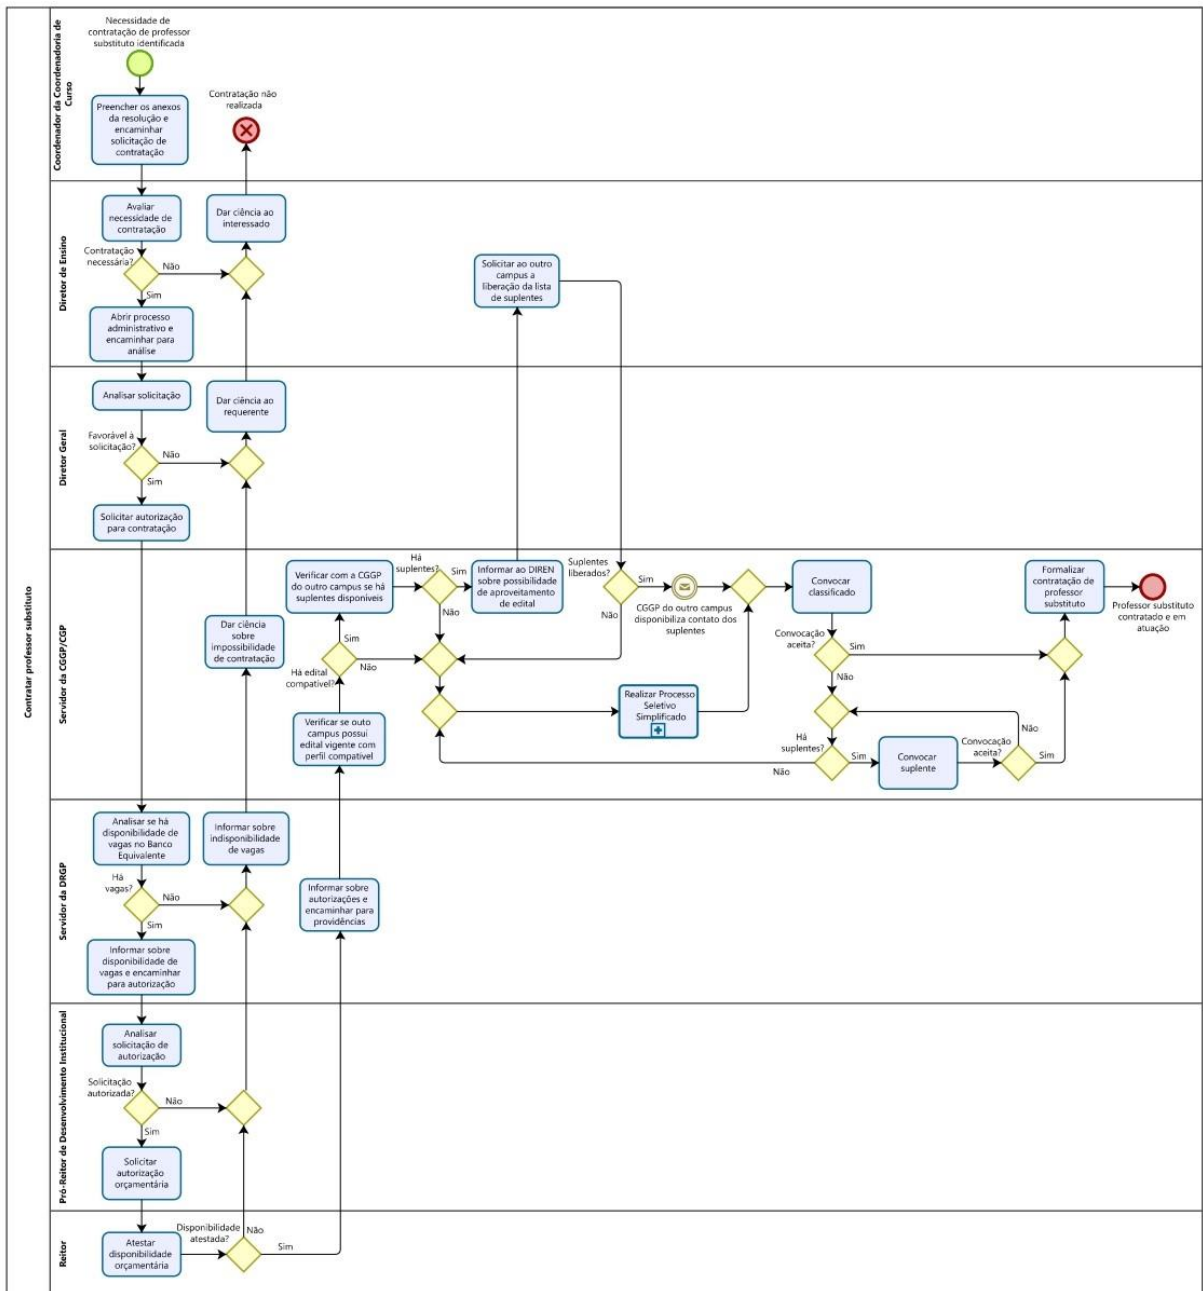 Contratar professor substituto
Coordenador da Coordenadoria de
Curso
Necessidade de
contratação de professor
substituto identificada
Preencher os anexos
da resolução e
encaminhar
solicitação de
contratação
Contratação não
realizada
Diretor de Ensino
Avaliar
necessidade de
contratação
Contratação
necessária?
Não
Sim
Abrir processo
administrativo e
encaminhar para
análise
Dar ciência ao
interessado
Solicitar ao outro
campus a
liberação da lista
de suplentes
Diretor Geral
Analisar solicitação
Favorável à
solicitação?
Não
Sim
Solicitar autorização
para contratação
Dar ciência ao
requerente
Servidor da CGGP/CGP
Dar ciência
sobre
impossibilidade
de contratação
Verificar com a CGGP
do outro campus se há
suplentes disponíveis
Há
suplentes?
Sim
Não
Informar ao DIREN
sobre possibilidade
de aproveitamento
de edital
Suplentes
liberados?
Sim
Não
CGGP do outro campus
disponibiliza contato dos
suplentes
Convocar
classificado
Formalizar
contratação de
professor
substituto
Professor substituto
contratado e em
atuação
Sim
Há edital
compatível?
Não
Verificar se outo
campus possui
edital vigente com
perfil compatível
Realizar Processo
Seletivo
Simplificado
Convocação
aceita?
Sim
Não
Há
suplentes?
Não
Sim
Convocar
suplente
Convocação
aceita?
Não
Sim
Servidor da DRGP
Analisar se há
disponibilidade de
vagas no Banco
Equivalente
Há
vagas?
Não
Sim
Informar sobre
disponibilidade de
vagas e encaminhar
para autorização
Informar sobre
indisponibilidade
de vagas
Informar sobre
autorizações e
encaminhar para
providências
Pró-Reitor de Desenvolvimento Institucional
Analisar
solicitação de
autorização
Solicitação
autorizada?
Não
Sim
Solicitar
autorização
orçamentária
Reitor
Atestar
disponibilidade
orçamentária
Disponibilidade
atestada?
Não
Sim